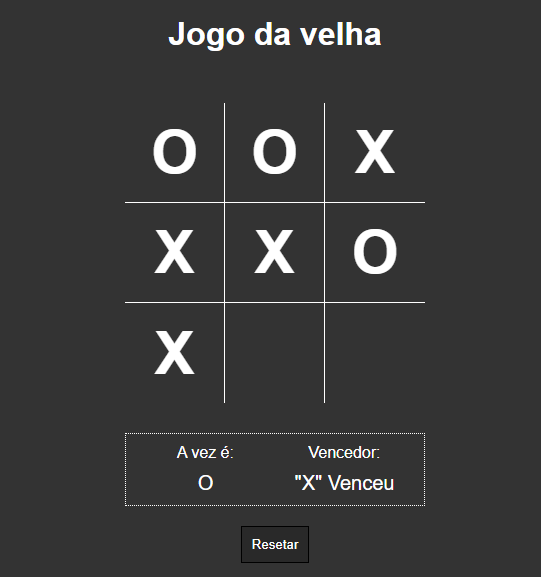 Jogo da velha
O O X
X X O
X
A vez é: Vencedor:
O "X" Venceu
Resetar